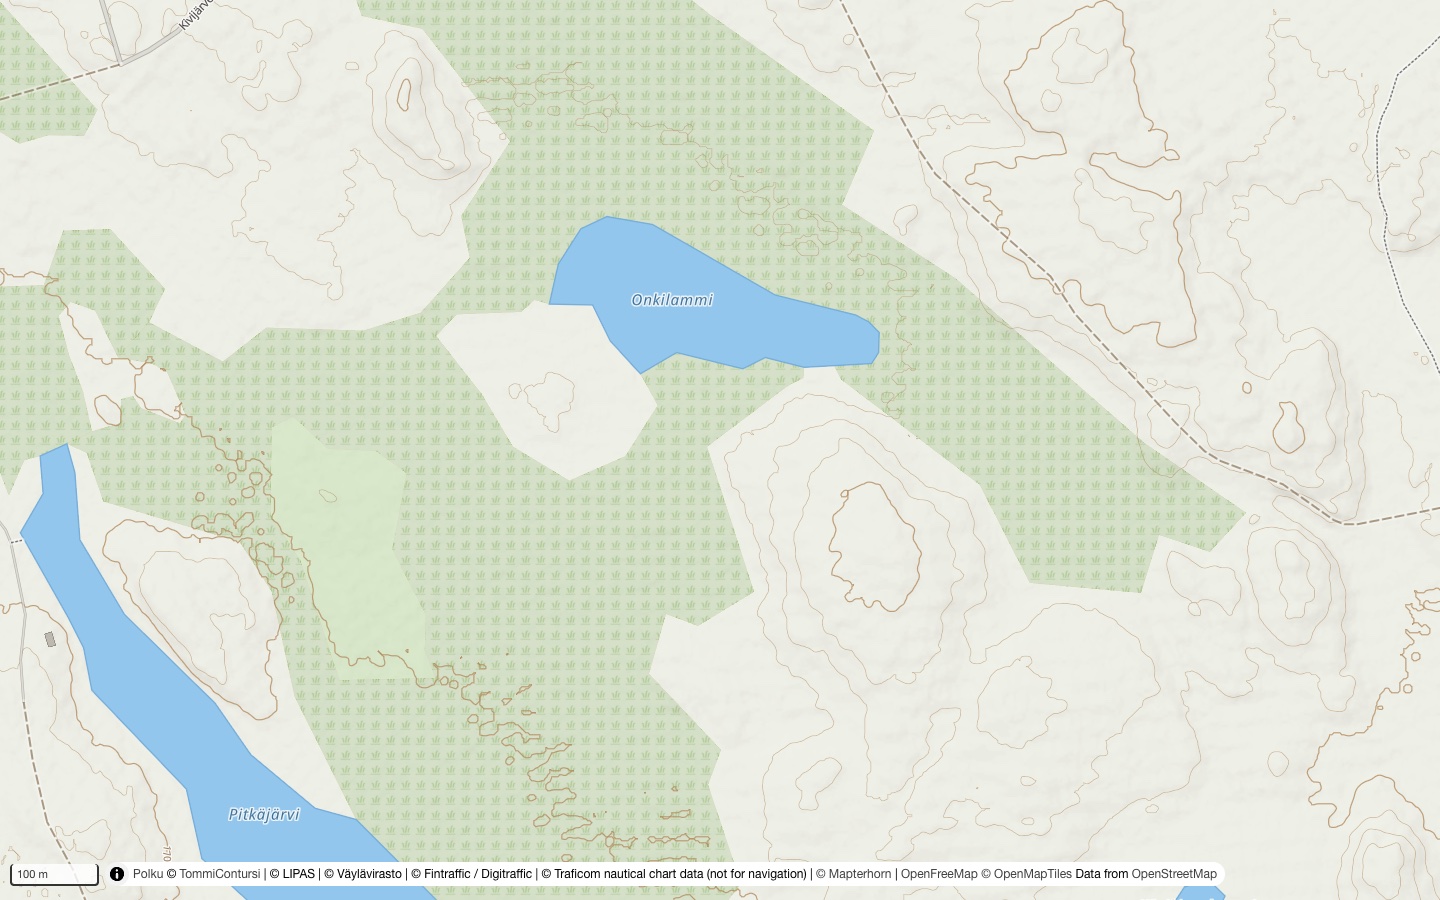 Onkilammi
Pitkäjärvi
170
100 m
Polku © TommiContursi | © LIPAS | © Väylävirasto | © Fintraffic / Digitraffic | © Traficom nautical chart data (not for navigation) | © Mapterhorn | OpenFreeMap © OpenMapTiles Data from OpenStreetMap